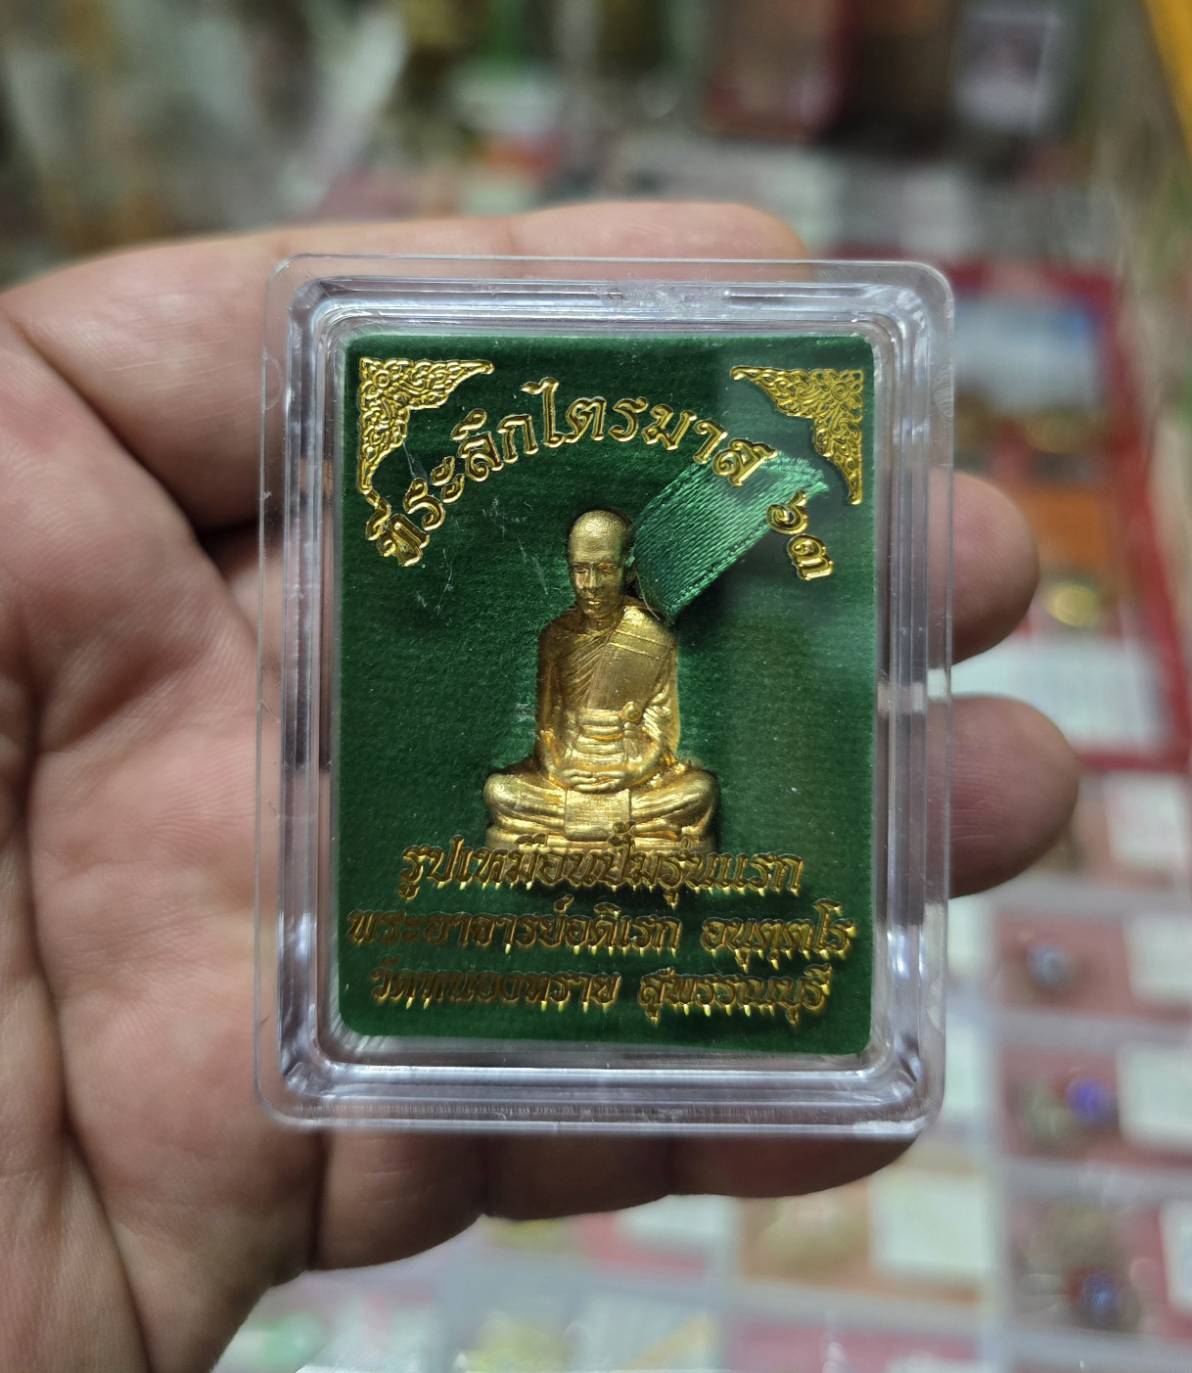 ที่ระลึกไตรมาส ๖๓
รูปเหมือนปั๊มรุ่นแรก
พระอาจารย์อดิเรก อนุตฺตโร
วัดหนองทราย สุพรรณบุรี